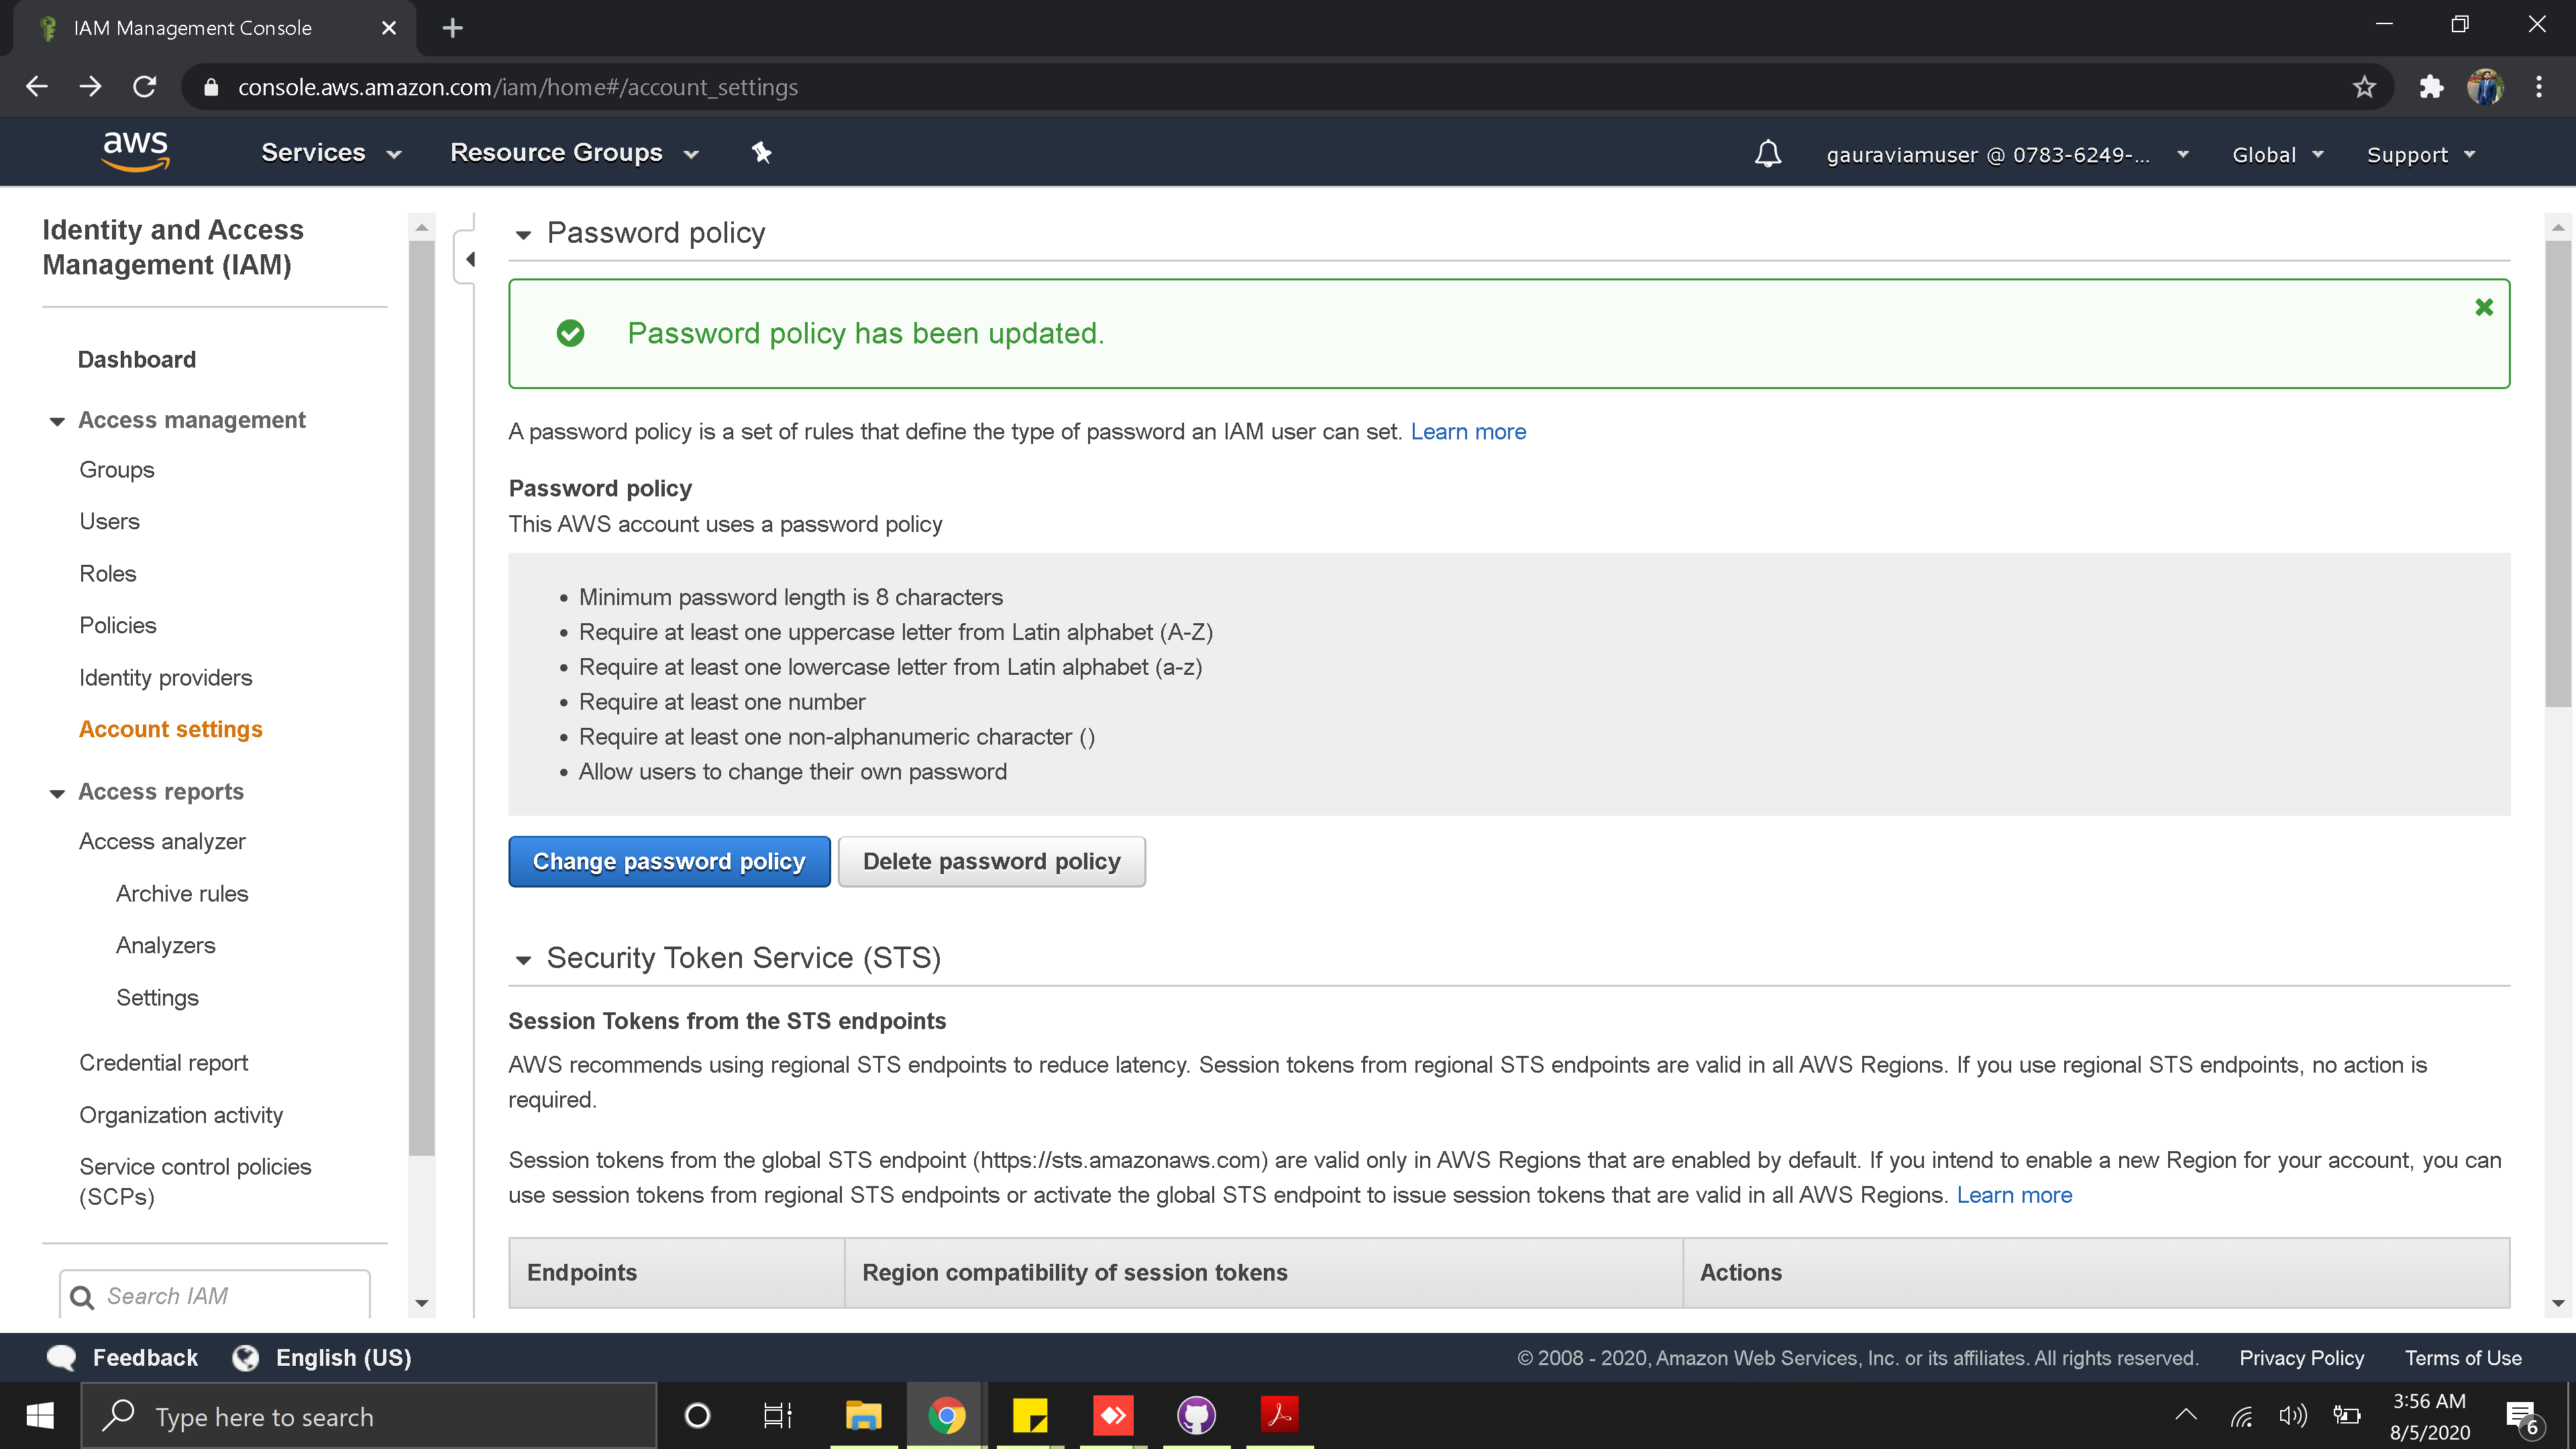 IAM Management Console
console.aws.amazon.com/iam/home#/account_settings
aws
Services
Resource Groups
gauraviamuser @ 0783-6249-...
Global
Support
Identity and Access
Management (IAM)
Dashboard
Access management
Groups
Users
Roles
Policies
Identity providers
Account settings
Access reports
Access analyzer
Archive rules
Analyzers
Settings
Credential report
Organization activity
Service control policies
(SCPs)
Search IAM
Password policy
Password policy has been updated.
A password policy is a set of rules that define the type of password an IAM user can set. Learn more
Password policy
This AWS account uses a password policy
• Minimum password length is 8 characters
• Require at least one uppercase letter from Latin alphabet (A-Z)
• Require at least one lowercase letter from Latin alphabet (a-z)
• Require at least one number
• Require at least one non-alphanumeric character ()
• Allow users to change their own password
Change password policy
Delete password policy
Security Token Service (STS)
Session Tokens from the STS endpoints
AWS recommends using regional STS endpoints to reduce latency. Session tokens from regional STS endpoints are valid in all AWS Regions. If you use regional STS endpoints, no action is
required.
Session tokens from the global STS endpoint (https://sts.amazonaws.com) are valid only in AWS Regions that are enabled by default. If you intend to enable a new Region for your account, you can
use session tokens from regional STS endpoints or activate the global STS endpoint to issue session tokens that are valid in all AWS Regions. Learn more
Endpoints
Region compatibility of session tokens
Actions
Feedback
English (US)
© 2008 - 2020, Amazon Web Services, Inc. or its affiliates. All rights reserved.
Privacy Policy
Terms of Use
Type here to search
3:56 AM
8/5/2020
6